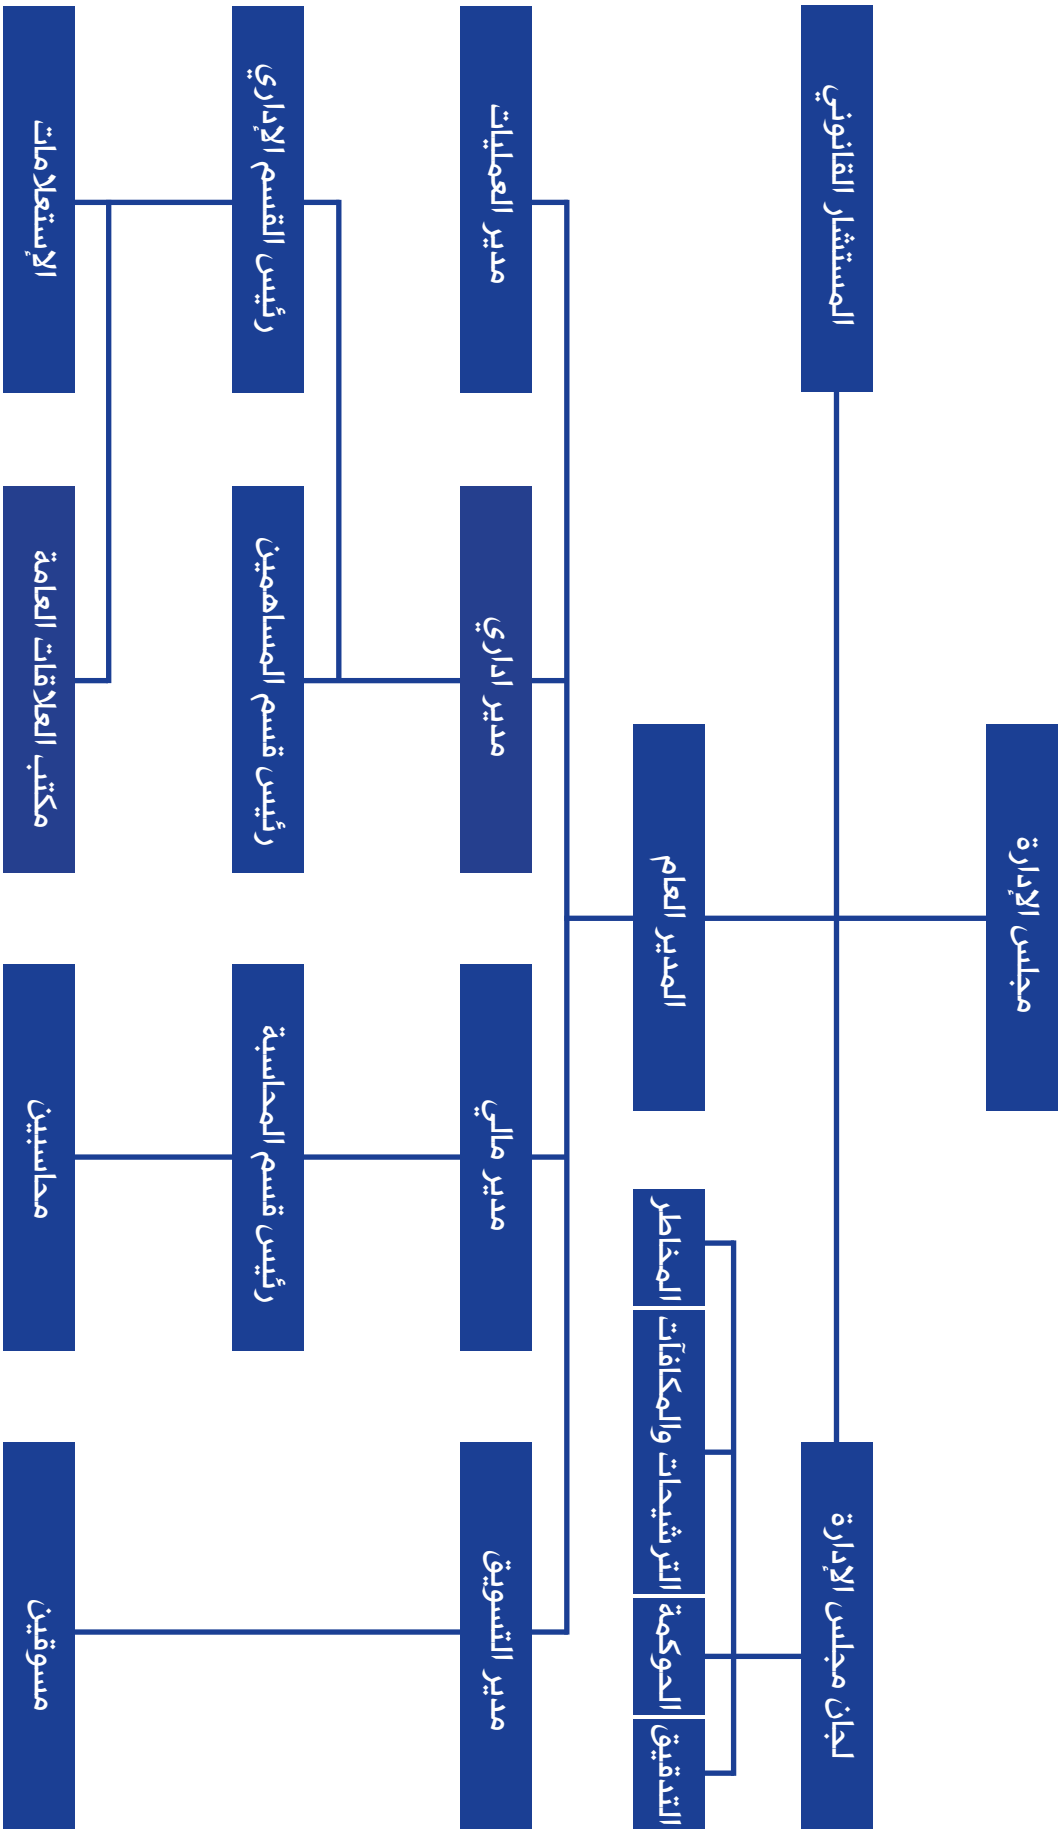 مجلس الإدارة
لجان مجلس الإدارة
المستشار القانوني
المدير العام
التدقيق
الحوكمة
الترشيحات والمكافآت
المخاطر
مدير التسويق
مدير مالي
مدير اداري
مدير العمليات
رئيس قسم المحاسبة
رئيس قسم المساهمين
رئيس القسم الإداري
مسوقين
محاسبين
مكتب العلاقات العامة
الإستعلامات